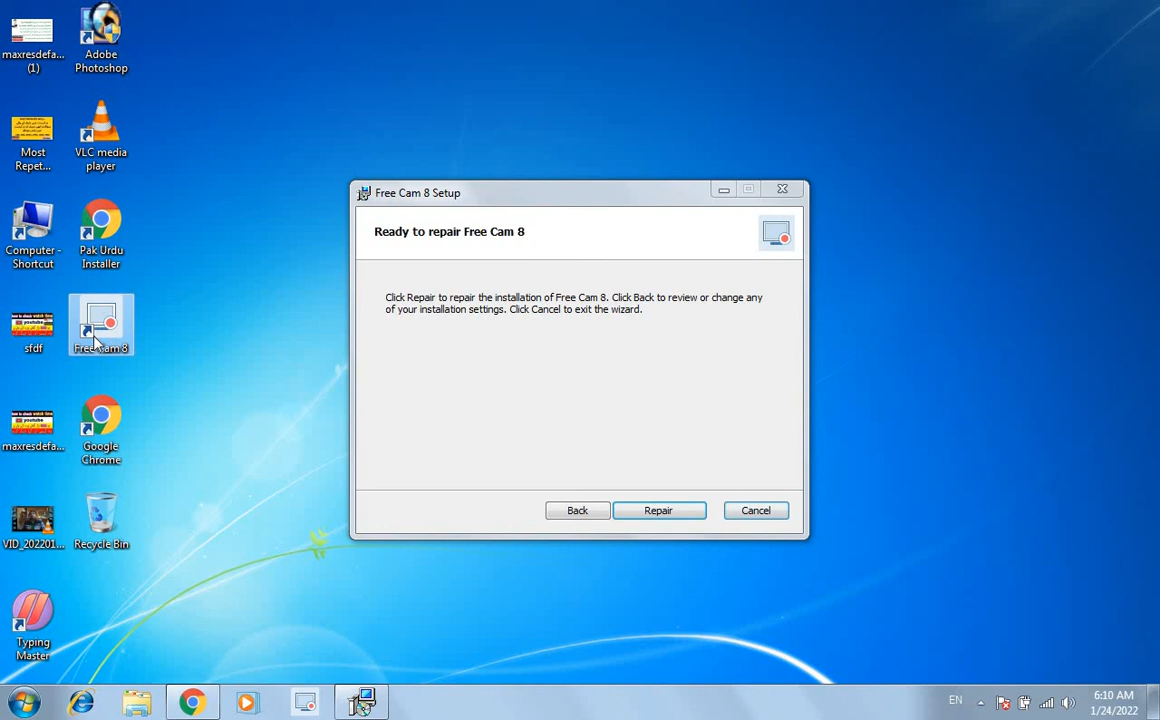 maxresdefa...
(1)
Adobe
Photoshop
Most
Repet...
VLC media
player
Computer -
Shortcut
Pak Urdu
Installer
sfdf
Free Cam 8
maxresdefa...
Google
Chrome
VID_202201...
Recycle Bin
Typing
Master
Free Cam 8 Setup
Ready to repair Free Cam 8
Click Repair to repair the installation of Free Cam 8. Click Back to review or change any
of your installation settings. Click Cancel to exit the wizard.
Back
Repair
Cancel
EN
6:10 AM
1/24/2022